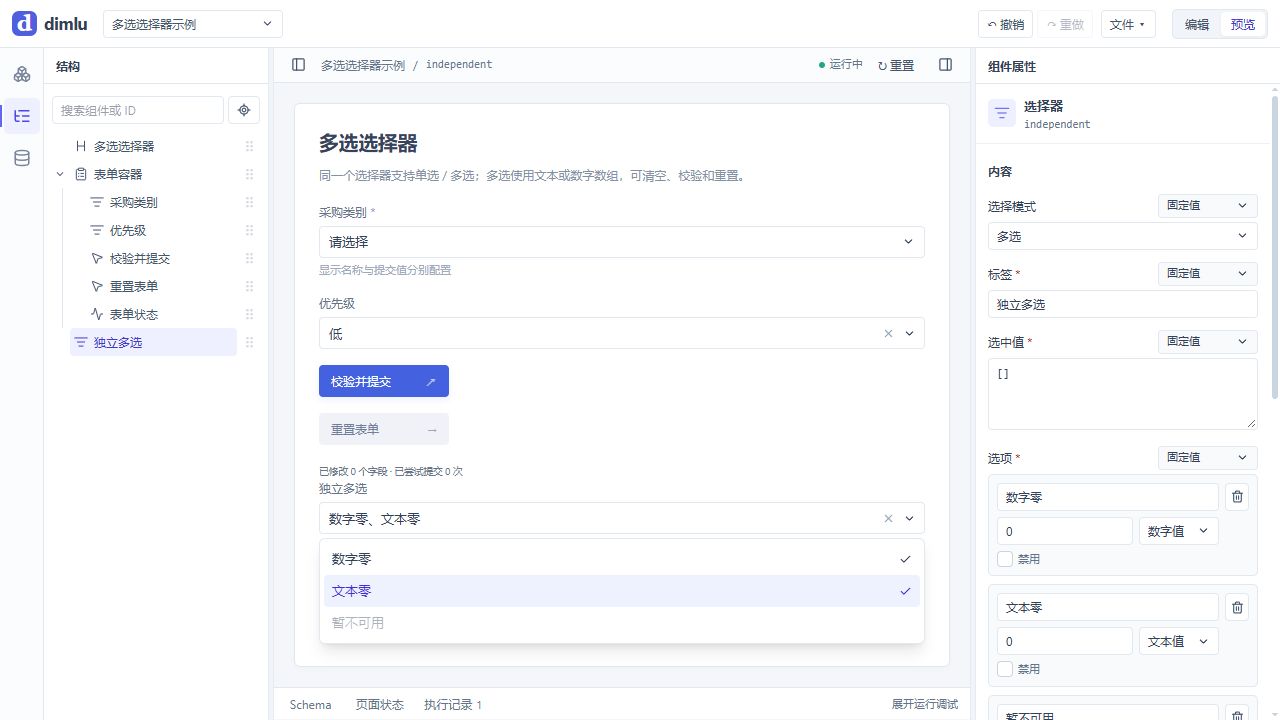 dimlu
多选选择器示例
撤销
重做
文件
编辑
预览
结构
搜索组件或 ID
多选选择器
表单容器
采购类别
优先级
校验并提交
重置表单
表单状态
独立多选
多选选择器示例 / independent
运行中
重置
多选选择器
同一个选择器支持单选 / 多选；多选使用文本或数字数组，可清空、校验和重置。
采购类别 *
请选择
显示名称与提交值分别配置
优先级
低
校验并提交 ↗
重置表单 →
已修改 0 个字段 · 已尝试提交 0 次
独立多选
数字零、文本零
数字零
文本零
暂不可用
Schema
页面状态
执行记录 1
展开运行调试
组件属性
选择器
independent
内容
选择模式
固定值
多选
标签 *
固定值
独立多选
选中值 *
固定值
[]
选项 *
固定值
数字零
0
数字值
禁用
文本零
0
文本值
禁用
暂不可用